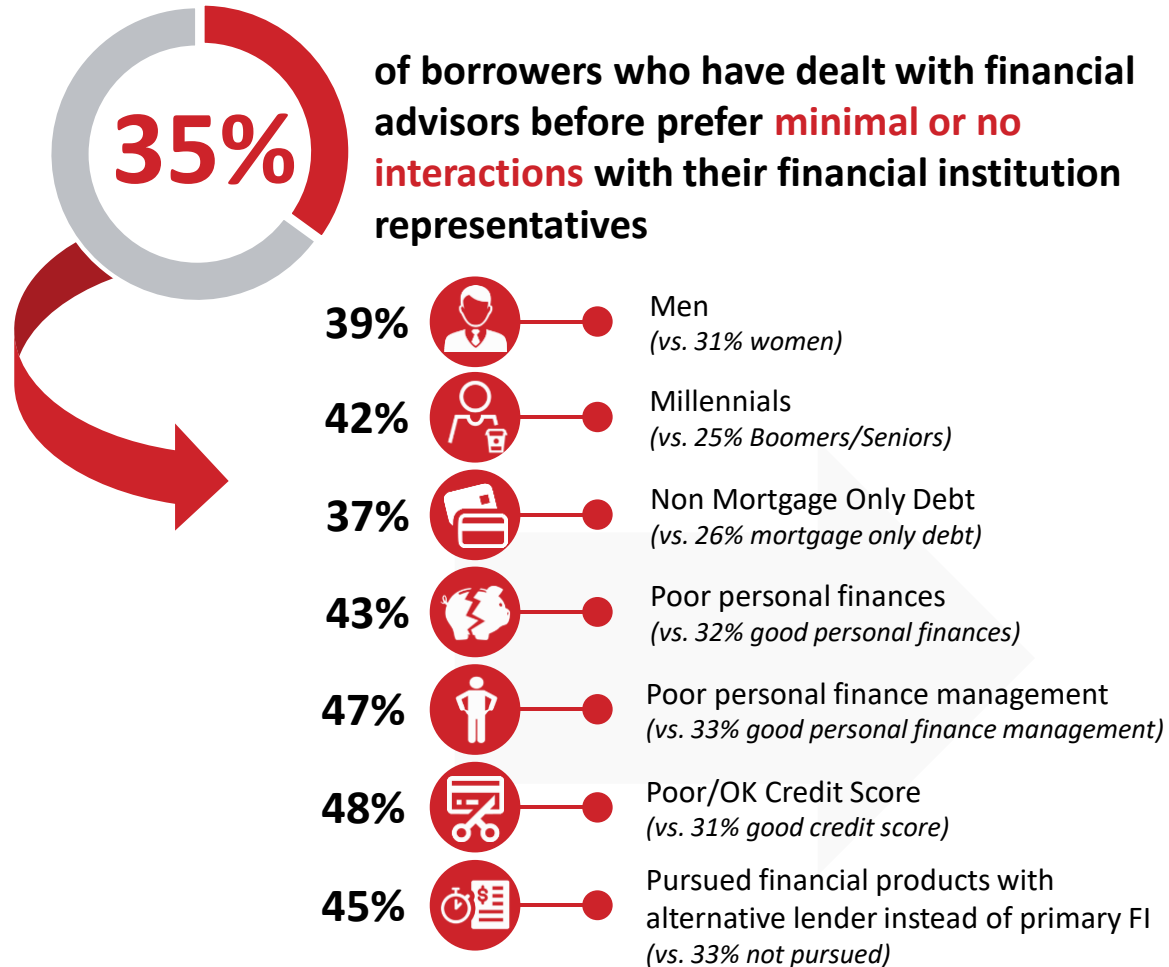 35%
of borrowers who have dealt with financial
advisors before prefer minimal or no
interactions with their financial institution
representatives
39%
Men
(vs. 31% women)
42%
Millennials
(vs. 25% Boomers/Seniors)
37%
Non Mortgage Only Debt
(vs. 26% mortgage only debt)
43%
Poor personal finances
(vs. 32% good personal finances)
47%
Poor personal finance management
(vs. 33% good personal finance management)
48%
Poor/OK Credit Score
(vs. 31% good credit score)
45%
$
Pursued financial products with
alternative lender instead of primary FI
(vs. 33% not pursued)